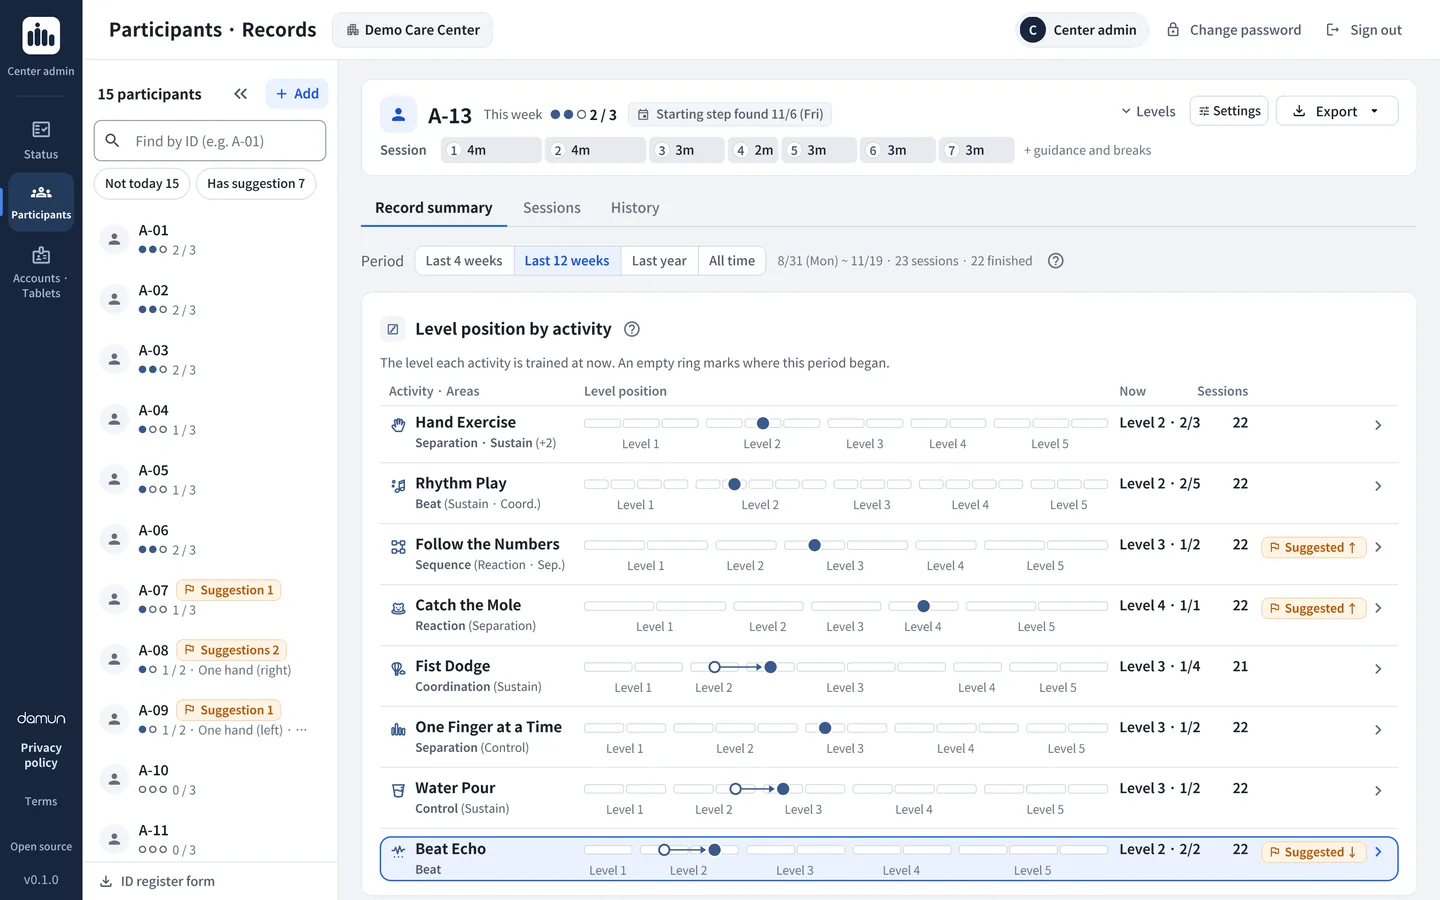 Center admin
Status
Participants
Accounts ·
Tablets
damun
Privacy
policy
Terms
Open source
v0.1.0
Participants · Records
Demo Care Center
C Center admin
Change password
Sign out
15 participants
+ Add
Find by ID (e.g. A-01)
Not today 15
Has suggestion 7
A-01
2 / 3
A-02
2 / 3
A-03
2 / 3
A-04
1 / 3
A-05
1 / 3
A-06
2 / 3
A-07 Suggestion 1
1 / 3
A-08 Suggestions 2
1 / 2 · One hand (right)
A-09 Suggestion 1
1 / 2 · One hand (left) · ···
A-10
0 / 3
A-11
0 / 3
ID register form
A-13 This week 2 / 3 Starting step found 11/6 (Fri)
Levels
Settings
Export
Session 1 4m 2 4m 3 3m 4 2m 5 3m 6 3m 7 3m + guidance and breaks
Record summary Sessions History
Period Last 4 weeks Last 12 weeks Last year All time 8/31 (Mon) ~ 11/19 · 23 sessions · 22 finished ?
Level position by activity ?
The level each activity is trained at now. An empty ring marks where this period began.
Activity · Areas Level position Now Sessions
Hand Exercise Level 2 · 2/3 22
Separation · Sustain (+2) Level 1 Level 2 Level 3 Level 4 Level 5
Rhythm Play Level 2 · 2/5 22
Beat (Sustain · Coord.) Level 1 Level 2 Level 3 Level 4 Level 5
Follow the Numbers Level 3 · 1/2 22 Suggested ↑
Sequence (Reaction · Sep.) Level 1 Level 2 Level 3 Level 4 Level 5
Catch the Mole Level 4 · 1/1 22 Suggested ↑
Reaction (Separation) Level 1 Level 2 Level 3 Level 4 Level 5
Fist Dodge Level 3 · 1/4 21
Coordination (Sustain) Level 1 Level 2 Level 3 Level 4 Level 5
One Finger at a Time Level 3 · 1/2 22
Separation (Control) Level 1 Level 2 Level 3 Level 4 Level 5
Water Pour Level 3 · 1/2 22
Control (Sustain) Level 1 Level 2 Level 3 Level 4 Level 5
Beat Echo Level 2 · 2/2 22 Suggested ↓
Beat Level 1 Level 2 Level 3 Level 4 Level 5